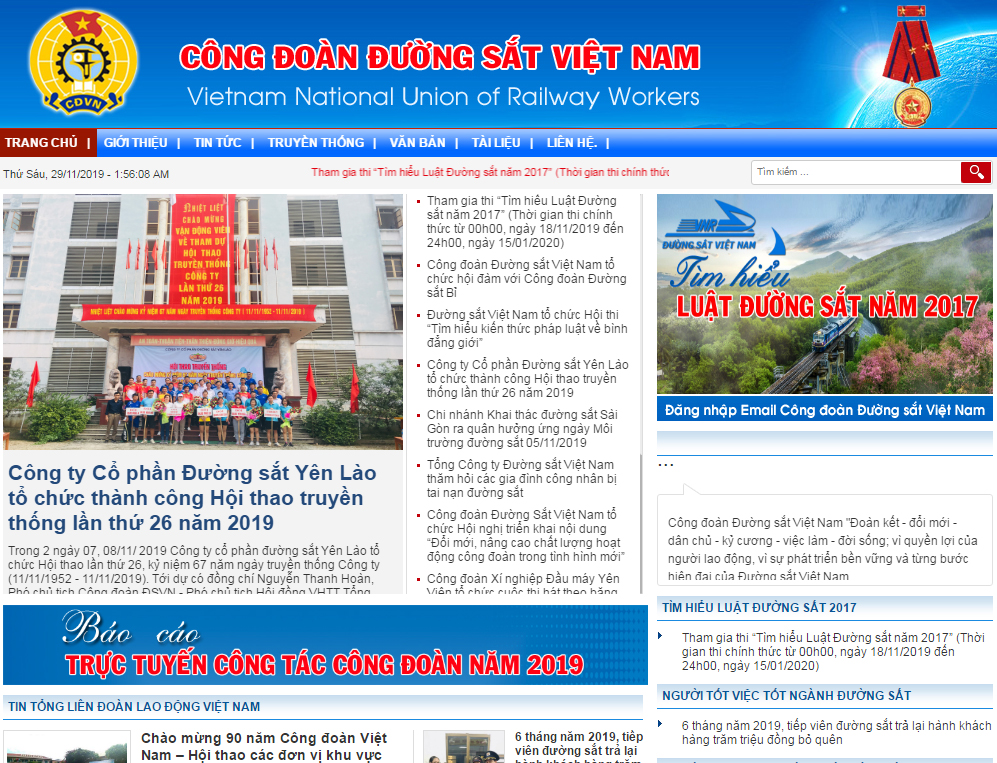 CĐVN
CÔNG ĐOÀN ĐƯỜNG SẮT VIỆT NAM
Vietnam National Union of Railway Workers
TRANG CHỦ | GIỚI THIỆU | TIN TỨC | TRUYỀN THỐNG | VĂN BẢN | TÀI LIỆU | LIÊN HỆ. |
Thứ Sáu, 29/11/2019 - 1:56:08 AM
Tham gia thi “Tìm hiểu Luật Đường sắt năm 2017” (Thời gian thi chính thức
Tìm kiếm ...
NHIỆT LIỆT
CHÀO MỪNG
VẬN ĐỘNG VIÊN
VỀ THAM DỰ
HỘI THAO
TRUYỀN THỐNG
CÔNG TY
LẦN THỨ 26
NĂM 2019
NHIỆT LIỆT CHÀO MỪNG KỶ NIỆM 67 NĂM NGÀY TRUYỀN THỐNG CÔNG TY (11/11/1952 - 11/11/2019)
HỘI THAO TRUYỀN THỐNG
Công ty Cổ phần Đường sắt Yên Lào
tổ chức thành công Hội thao truyền
thống lần thứ 26 năm 2019
Trong 2 ngày 07, 08/11/ 2019 Công ty cổ phần đường sắt Yên Lào tổ
chức Hội thao lần thứ 26, kỷ niệm 67 năm ngày truyền thống Công ty
(11/11/1952 - 11/11/2019). Tới dự có đồng chí Nguyễn Thanh Hoán,
Phó chủ tịch Công đoàn ĐSVN - Phó chủ tịch Hội đồng VHTT Tổng
Tham gia thi “Tìm hiểu Luật Đường
sắt năm 2017” (Thời gian thi chính
thức từ 00h00, ngày 18/11/2019 đến
24h00, ngày 15/01/2020)
Công đoàn Đường sắt Việt Nam tổ
chức hội đàm với Công đoàn Đường
sắt Bỉ
Đường sắt Việt Nam tổ chức Hội thi
“Tìm hiểu kiến thức pháp luật về bình
đẳng giới”
Công ty Cổ phần Đường sắt Yên Lào
tổ chức thành công Hội thao truyền
thống lần thứ 26 năm 2019
Chi nhánh Khai thác đường sắt Sài
Gòn ra quân hưởng ứng ngày Môi
trường đường sắt 05/11/2019
Tổng Công ty Đường sắt Việt Nam
thăm hỏi các gia đình công nhân bị
tai nạn đường sắt
Công đoàn Đường Sắt Việt Nam tổ
chức Hội nghị triển khai nội dung
“Đổi mới, nâng cao chất lượng hoạt
động công đoàn trong tình hình mới”
Công đoàn Xí nghiệp Đầu máy Yên
Viên tổ chức cuộc thi hát theo băng
VNR
ĐƯỜNG SẮT VIỆT NAM
Tìm hiểu
LUẬT ĐƯỜNG SẮT NĂM 2017
Đăng nhập Email Công đoàn Đường sắt Việt Nam
...
Công đoàn Đường sắt Việt Nam "Đoàn kết - đổi mới -
dân chủ - kỷ cương - việc làm - đời sống; vì quyền lợi của
người lao động, vì sự phát triển bền vững và từng bước
hiện đại của Đường sắt Việt Nam
TÌM HIỂU LUẬT ĐƯỜNG SẮT 2017
Tham gia thi “Tìm hiểu Luật Đường sắt năm 2017” (Thời
gian thi chính thức từ 00h00, ngày 18/11/2019 đến
24h00, ngày 15/01/2020)
NGƯỜI TỐT VIỆC TỐT NGÀNH ĐƯỜNG SẮT
6 tháng năm 2019, tiếp viên đường sắt trả lại hành khách
hàng trăm triệu đồng bỏ quên
Báo cáo
TRỰC TUYẾN CÔNG TÁC CÔNG ĐOÀN NĂM 2019
TIN TỔNG LIÊN ĐOÀN LAO ĐỘNG VIỆT NAM
Chào mừng 90 năm Công đoàn Việt
Nam – Hội thao các đơn vị khu vực
6 tháng năm 2019, tiếp
viên đường sắt trả lại
hành khách hàng trăm